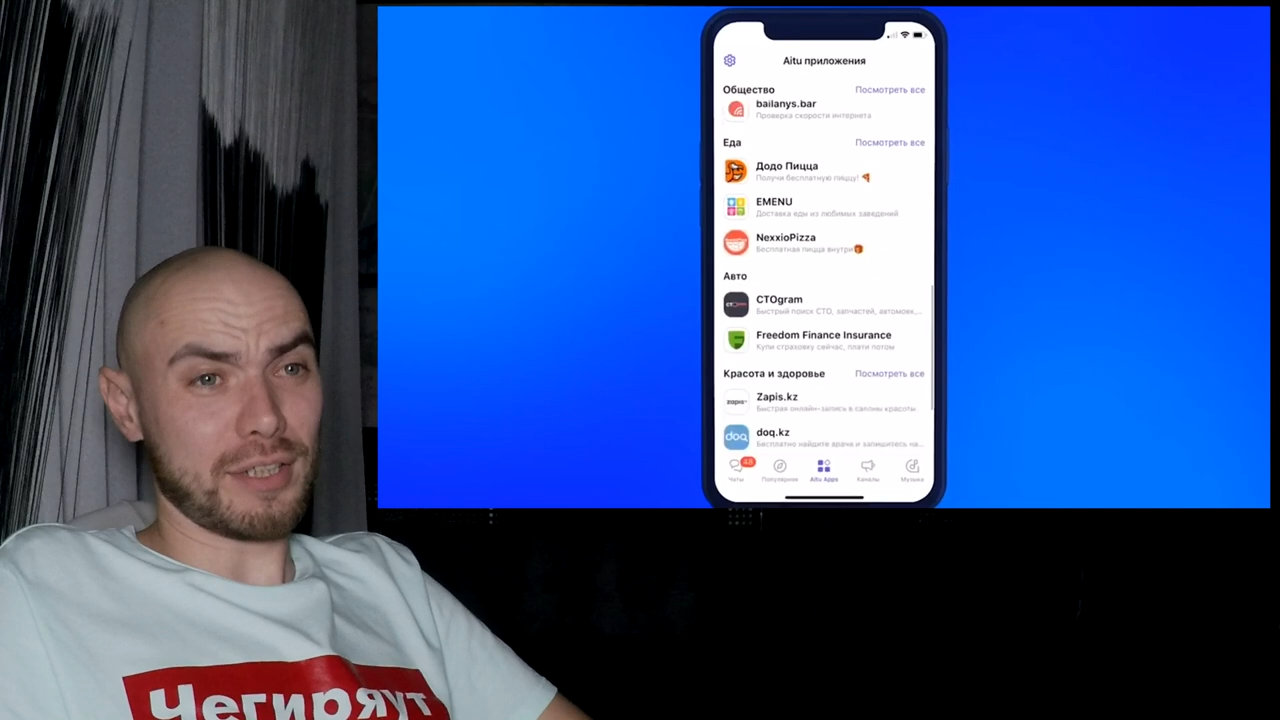 Aitu приложения
Общество
Посмотреть все
bailanys.bar
Проверка скорости интернета
Еда
Посмотреть все
Додо Пицца
Получи бесплатную пиццу! 🍕
EMENU
Доставка еды из любимых заведений
NexxioPizza
Бесплатная пицца внутри🎁
Авто
CTOgram
Быстрый поиск СТО, запчастей, автомоек,...
Freedom Finance Insurance
Купи страховку сейчас, плати потом
Красота и здоровье
Посмотреть все
zapis
Zapis.kz
Быстрая онлайн-запись в салоны красоты
doq
doq.kz
Бесплатно найдите врача и запишитесь на...
48
Чаты
Популярное
Aitu Apps
Каналы
Музыка
Чегиряут